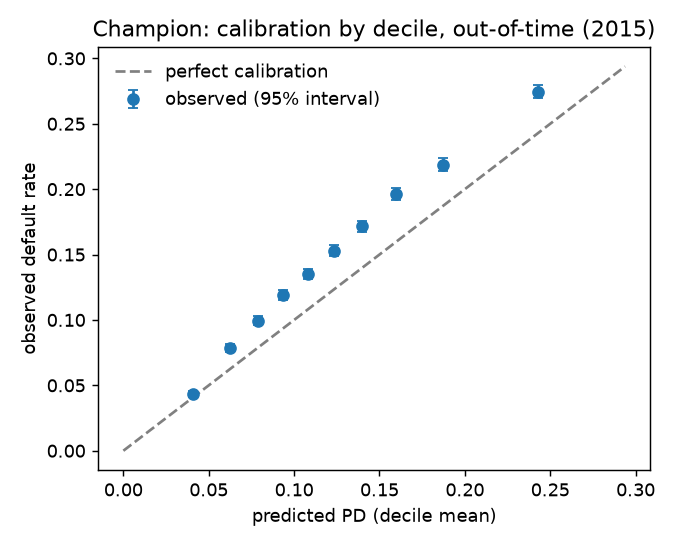 Champion: calibration by decile, out-of-time (2015)
perfect calibration
observed (95% interval)
observed default rate
0.30
0.25
0.20
0.15
0.10
0.05
0.00
0.00 0.05 0.10 0.15 0.20 0.25 0.30
predicted PD (decile mean)